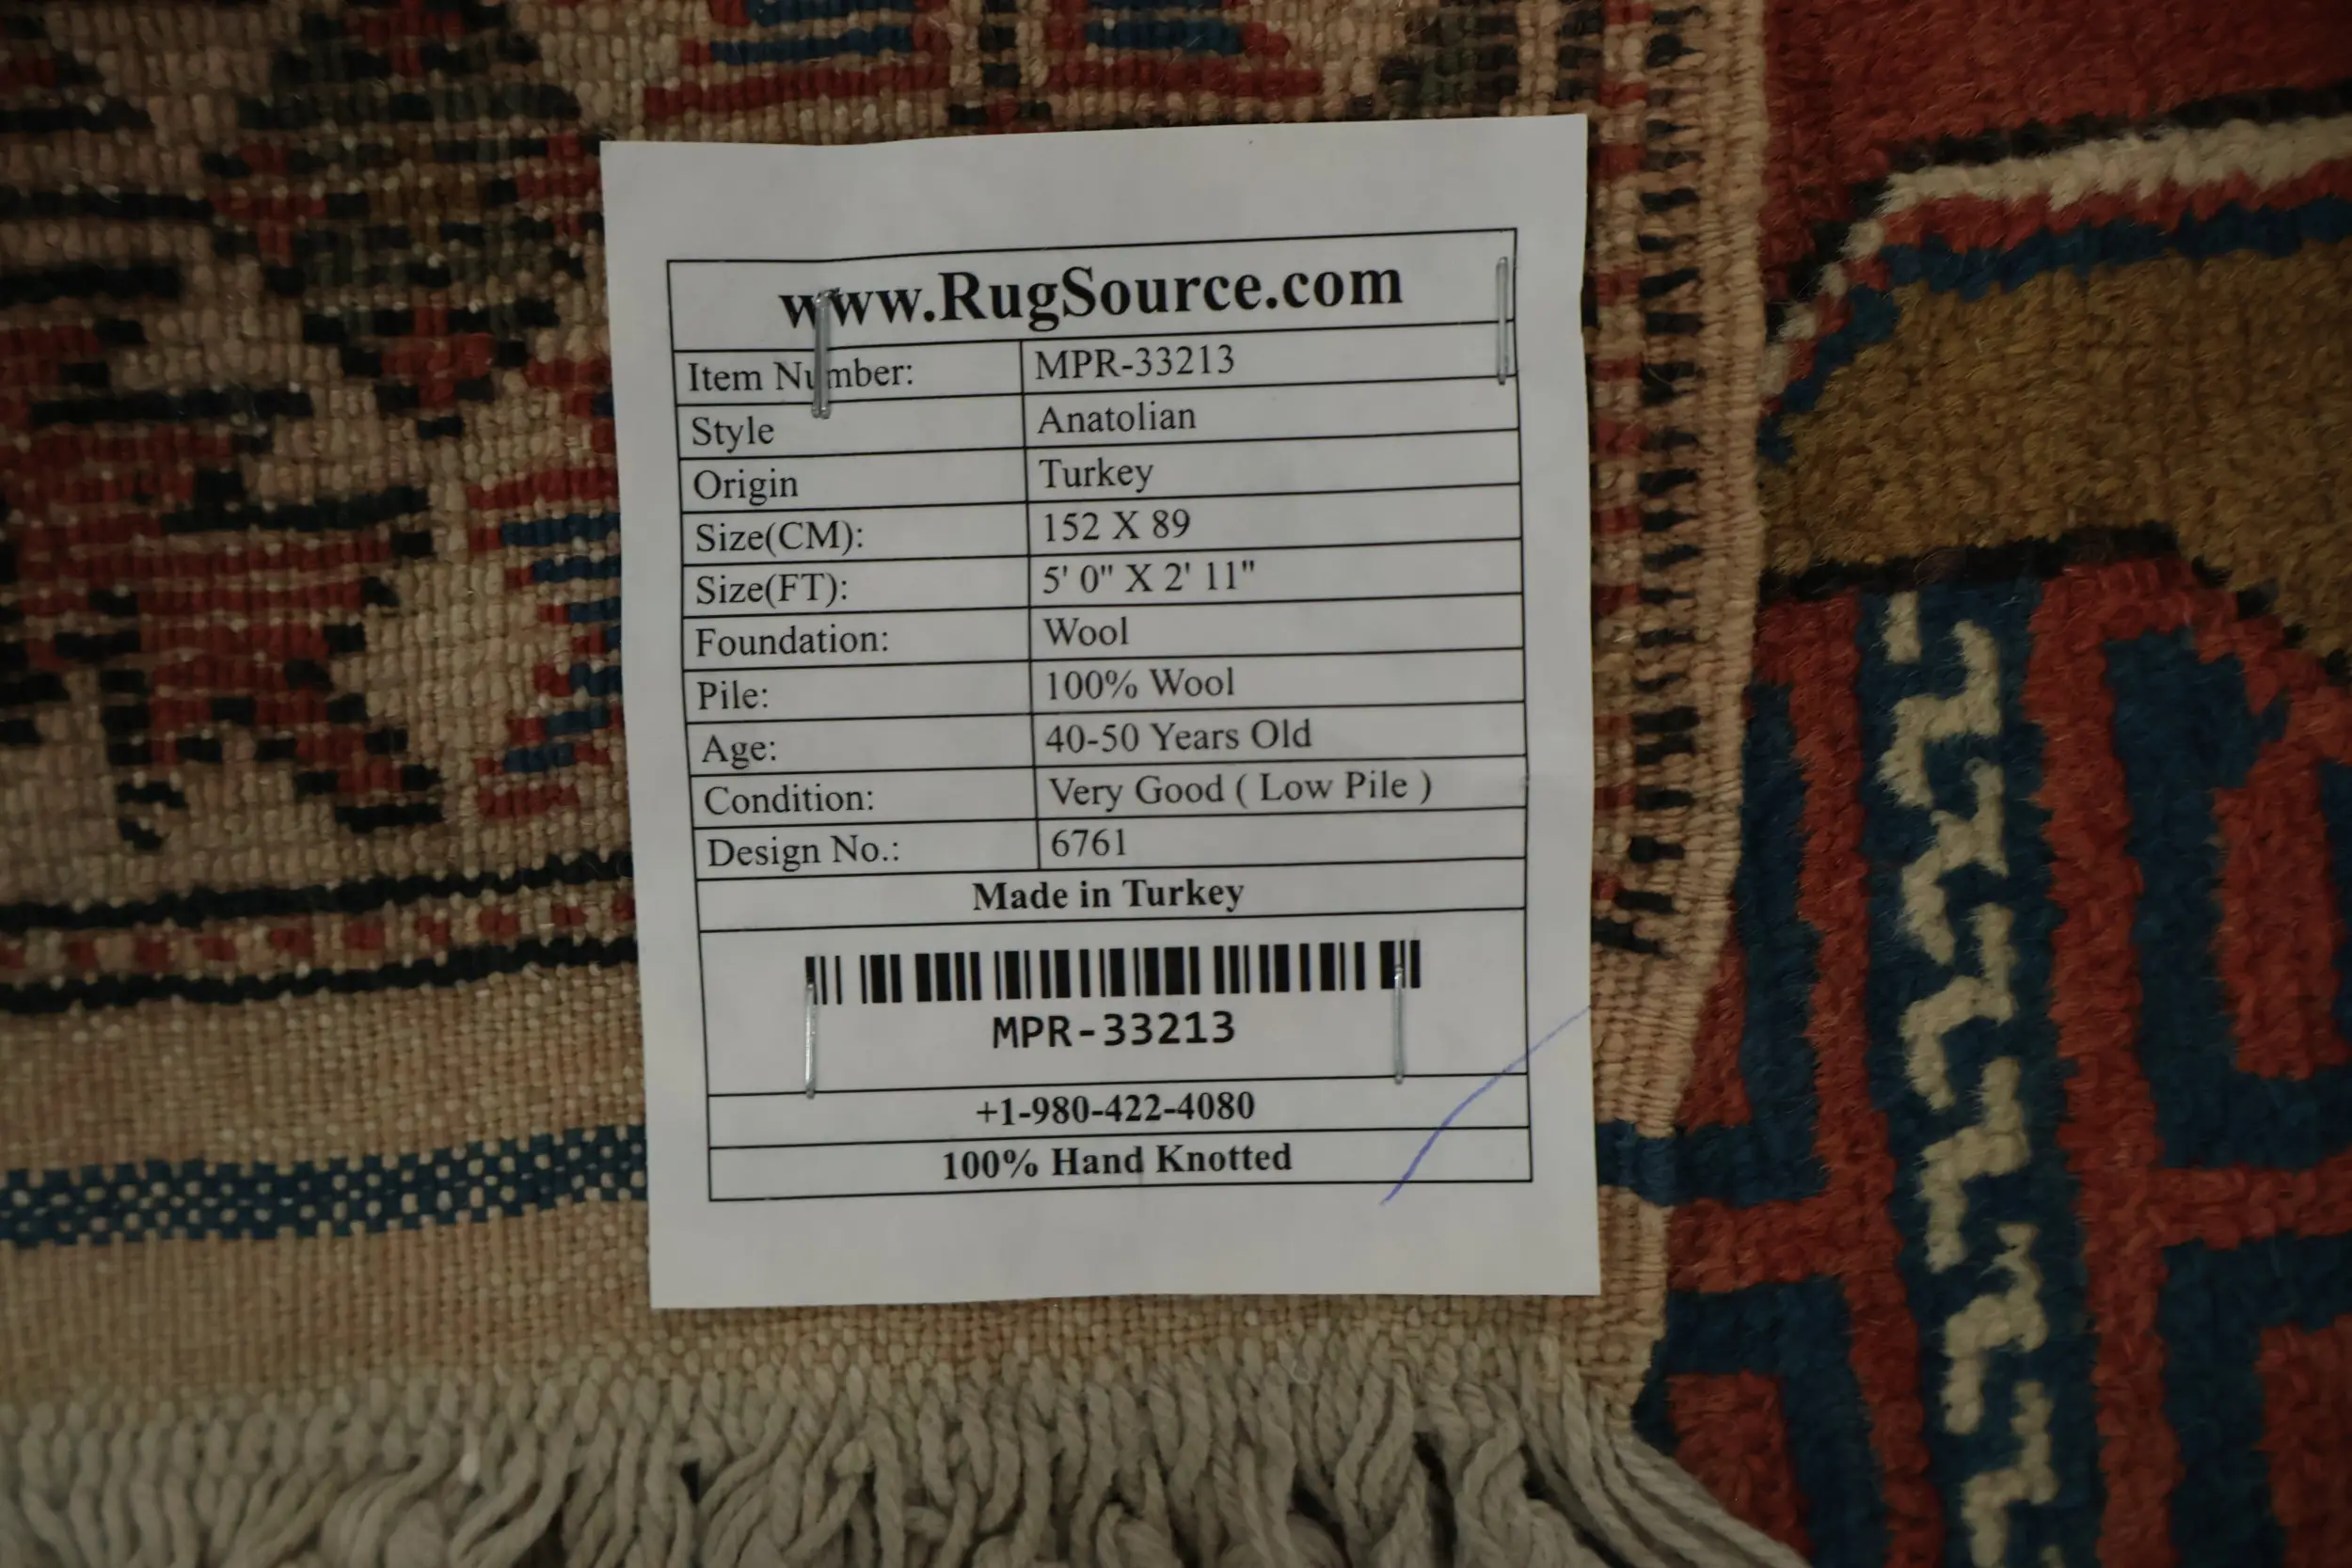 www.RugSource.com
Item Number: MPR-33213
Style Anatolian
Origin Turkey
Size(CM): 152 X 89
Size(FT): 5' 0" X 2' 11"
Foundation: Wool
Pile: 100% Wool
Age: 40-50 Years Old
Condition: Very Good ( Low Pile )
Design No.: 6761
Made in Turkey
MPR-33213
+1-980-422-4080
100% Hand Knotted